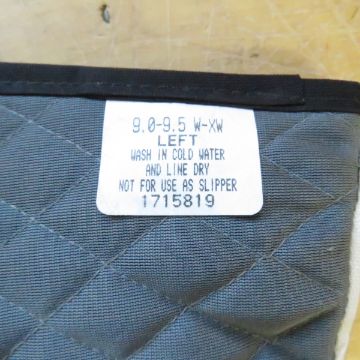 9.0-9.5 W-XW
LEFT
WASH IN COLD WATER
AND LINE DRY
NOT FOR USE AS SLIPPER
1715819